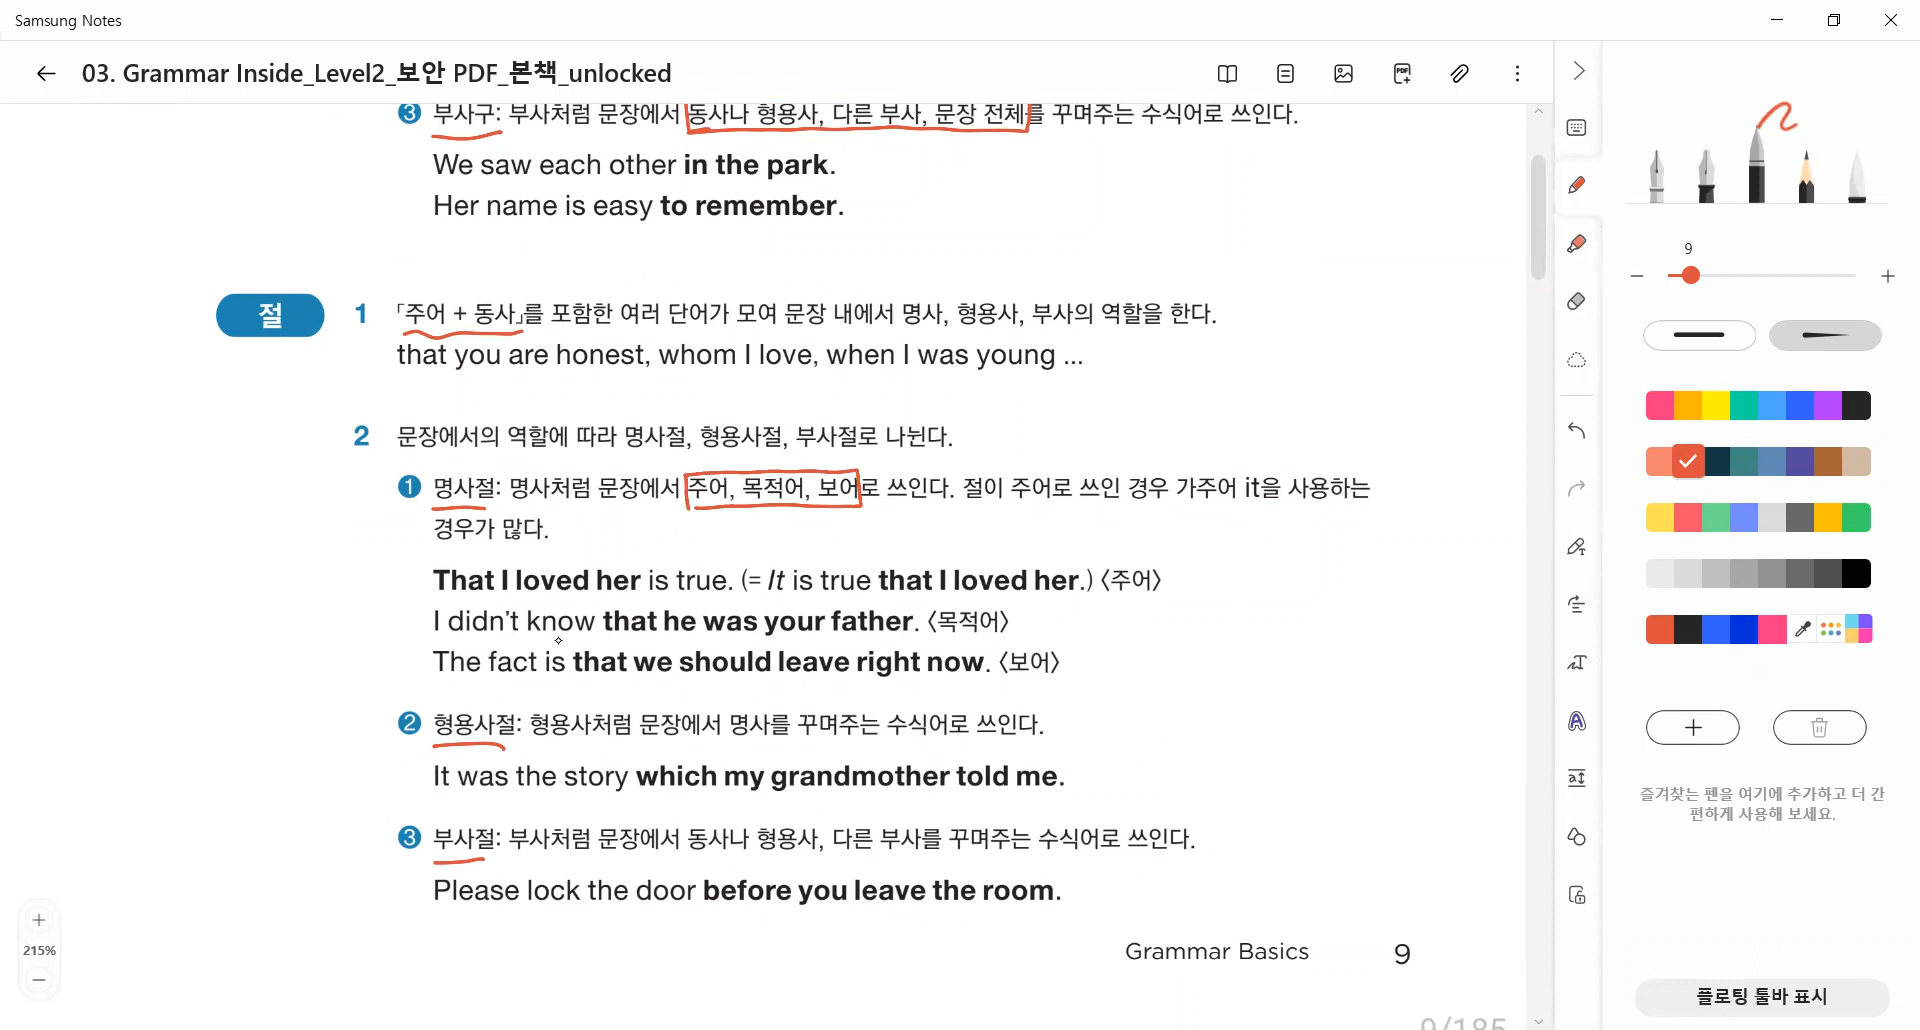 Samsung Notes
03. Grammar Inside_Level2_보안 PDF_본책_unlocked
3 부사구: 부사처럼 문장에서 동사나 형용사, 다른 부사, 문장 전체를 꾸며주는 수식어로 쓰인다.
We saw each other in the park.
Her name is easy to remember.
절
1 「주어 + 동사」를 포함한 여러 단어가 모여 문장 내에서 명사, 형용사, 부사의 역할을 한다.
that you are honest, whom I love, when I was young ...
2 문장에서의 역할에 따라 명사절, 형용사절, 부사절로 나뉜다.
1 명사절: 명사처럼 문장에서 주어, 목적어, 보어로 쓰인다. 절이 주어로 쓰인 경우 가주어 it을 사용하는
경우가 많다.
That I loved her is true. (= It is true that I loved her.) 〈주어〉
I didn't know that he was your father. 〈목적어〉
The fact is that we should leave right now. 〈보어〉
2 형용사절: 형용사처럼 문장에서 명사를 꾸며주는 수식어로 쓰인다.
It was the story which my grandmother told me.
3 부사절: 부사처럼 문장에서 동사나 형용사, 다른 부사를 꾸며주는 수식어로 쓰인다.
Please lock the door before you leave the room.
Grammar Basics 9
9/185
215%
PDF
9
즐겨찾는 펜을 여기에 추가하고 더 간
편하게 사용해 보세요.
플로팅 툴바 표시